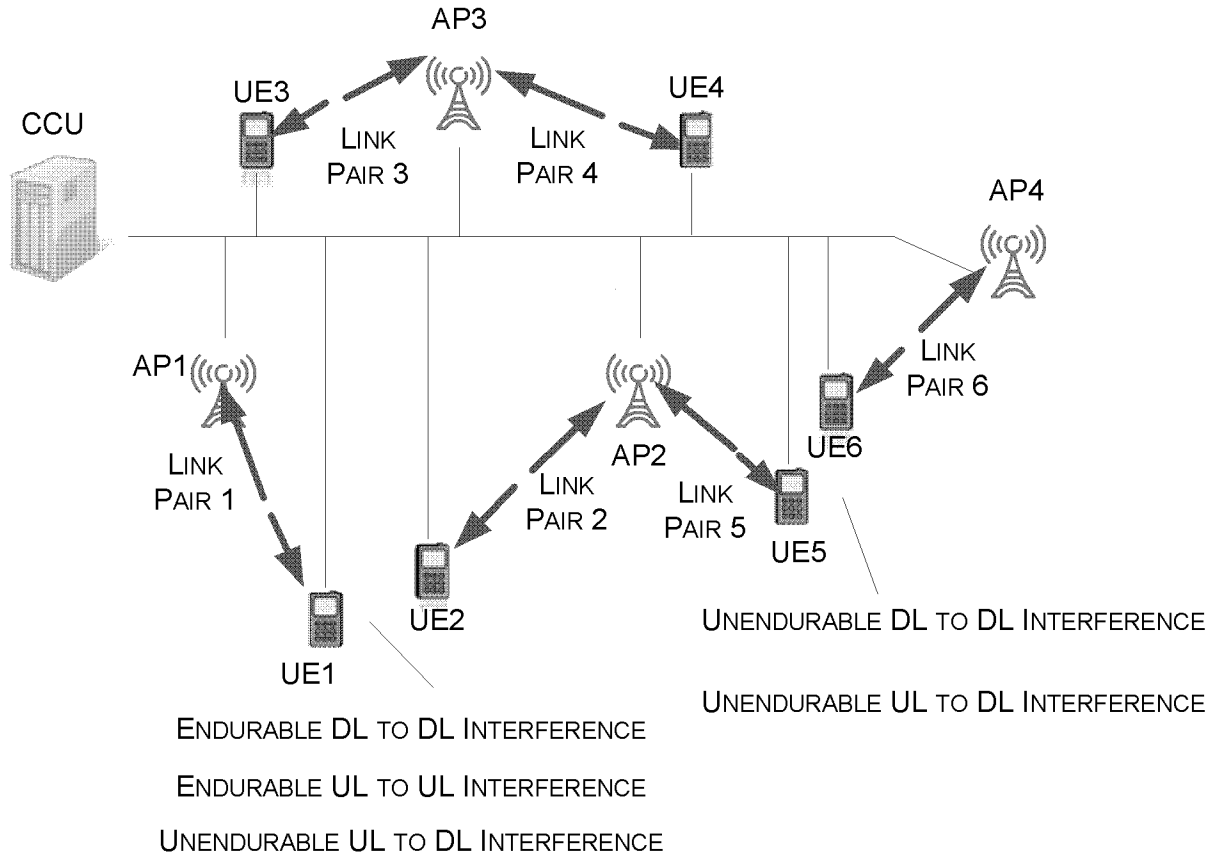 AP3
UE3
UE4
CCU
LINK
PAIR 3
LINK
PAIR 4
AP4
AP1
LINK
PAIR 6
AP2
UE6
LINK
PAIR 1
LINK
PAIR 2
LINK
PAIR 5
UE5
UE2
UE1
UNENDURABLE DL TO DL INTERFERENCE
UNENDURABLE UL TO DL INTERFERENCE
ENDURABLE DL TO DL INTERFERENCE
ENDURABLE UL TO UL INTERFERENCE
UNENDURABLE UL TO DL INTERFERENCE